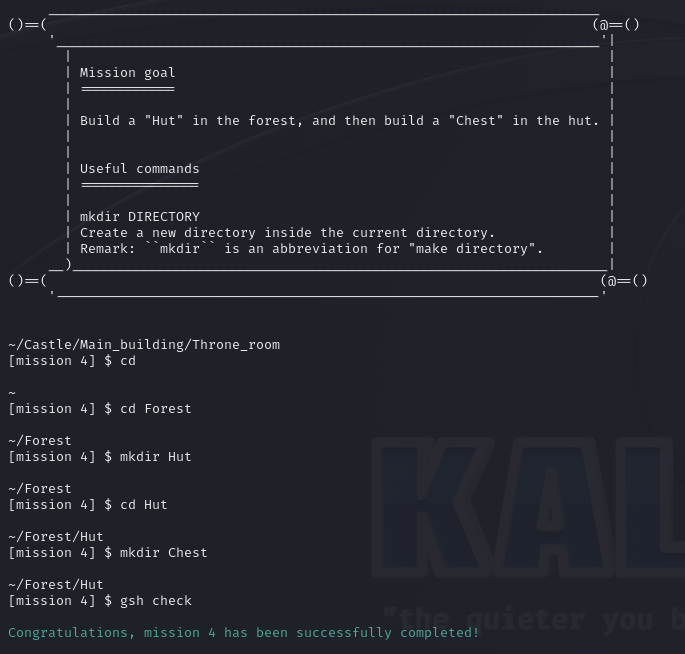 Mission goal
============
Build a "Hut" in the forest, and then build a "Chest" in the hut.
Useful commands
===============
mkdir DIRECTORY
Create a new directory inside the current directory.
Remark: ``mkdir`` is an abbreviation for "make directory".
~/Castle/Main_building/Throne_room
[mission 4] $ cd
~
[mission 4] $ cd Forest
~/Forest
[mission 4] $ mkdir Hut
~/Forest
[mission 4] $ cd Hut
~/Forest/Hut
[mission 4] $ mkdir Chest
~/Forest/Hut
[mission 4] $ gsh check
Congratulations, mission 4 has been successfully completed!
KAL
"the quieter you b